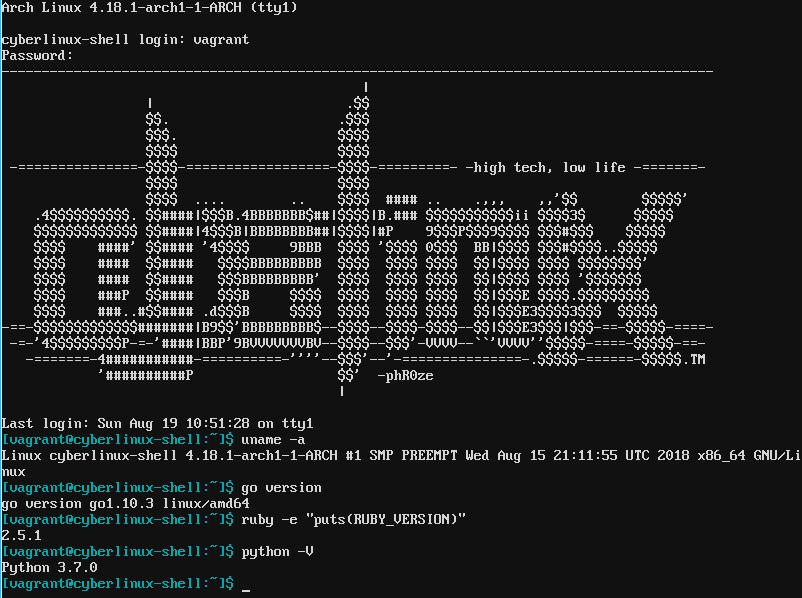 Arch Linux 4.18.1-arch1-1-ARCH (tty1)
cyberlinux-shell login: vagrant
Password:
-high tech, low life -
.TM
-phR0ze
Last login: Sun Aug 19 10:51:28 on tty1
[vagrant@cyberlinux-shell:~]$ uname -a
Linux cyberlinux-shell 4.18.1-arch1-1-ARCH #1 SMP PREEMPT Wed Aug 15 21:11:55 UTC 2018 x86_64 GNU/Li
nux
[vagrant@cyberlinux-shell:~]$ go version
go version go1.10.3 linux/amd64
[vagrant@cyberlinux-shell:~]$ ruby -e "puts(RUBY_VERSION)"
2.5.1
[vagrant@cyberlinux-shell:~]$ python -V
Python 3.7.0
[vagrant@cyberlinux-shell:~]$ _